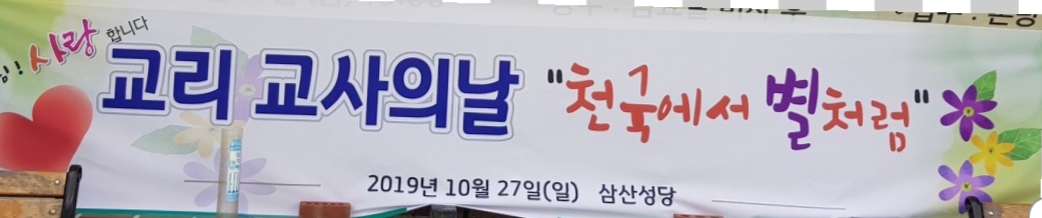 사랑 합니다
교리 교사의날 "천국에서 별처럼"
2019년 10월 27일(일) 삼산성당